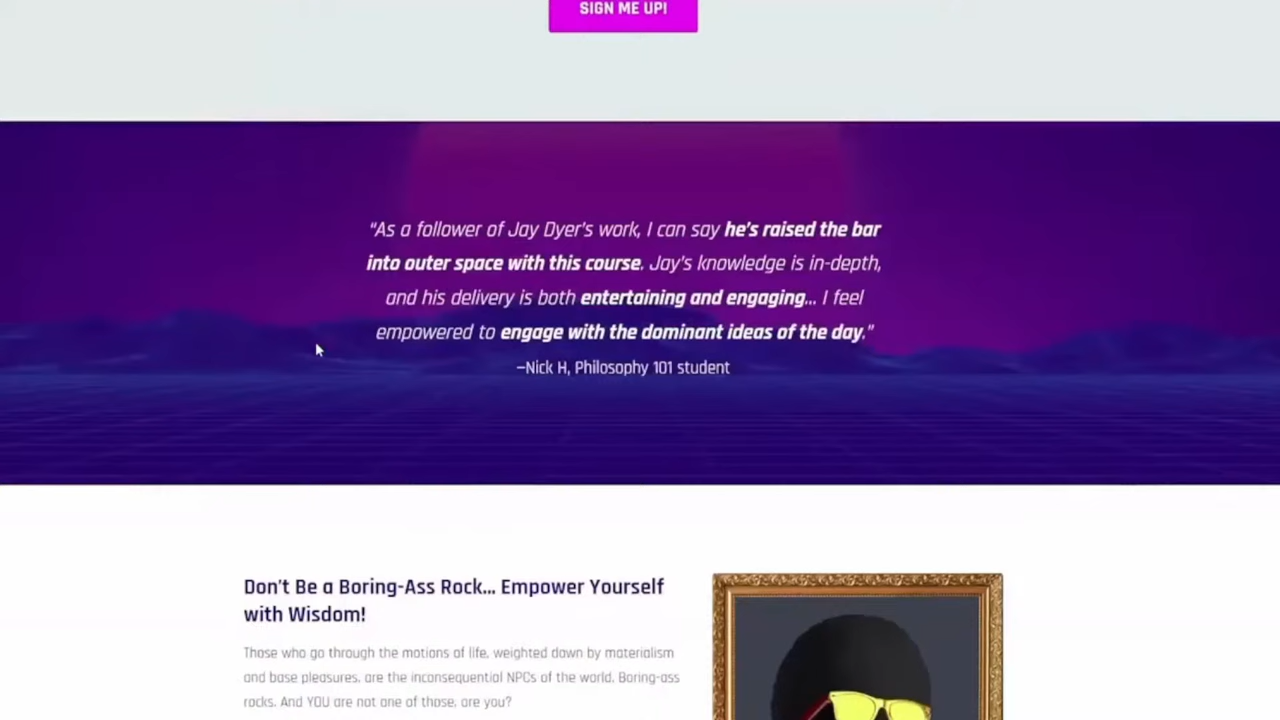 SIGN ME UP!
“As a follower of Jay Dyer’s work, I can say he’s raised the bar
into outer space with this course. Jay’s knowledge is in-depth,
and his delivery is both entertaining and engaging... I feel
empowered to engage with the dominant ideas of the day.”
–Nick H, Philosophy 101 student
Don’t Be a Boring-Ass Rock... Empower Yourself
with Wisdom!
Those who go through the motions of life, weighted down by materialism
and base pleasures, are the inconsequential NPCs of the world. Boring-ass
rocks. And YOU are not one of those, are you?